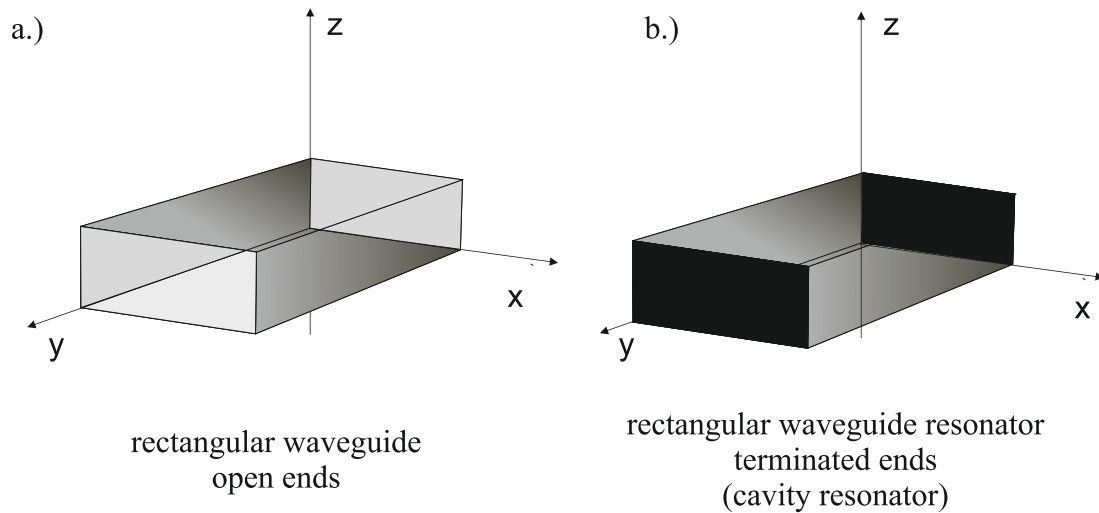 a.)
z
x
y
rectangular waveguide
open ends
b.)
z
x
y
rectangular waveguide resonator
terminated ends
(cavity resonator)